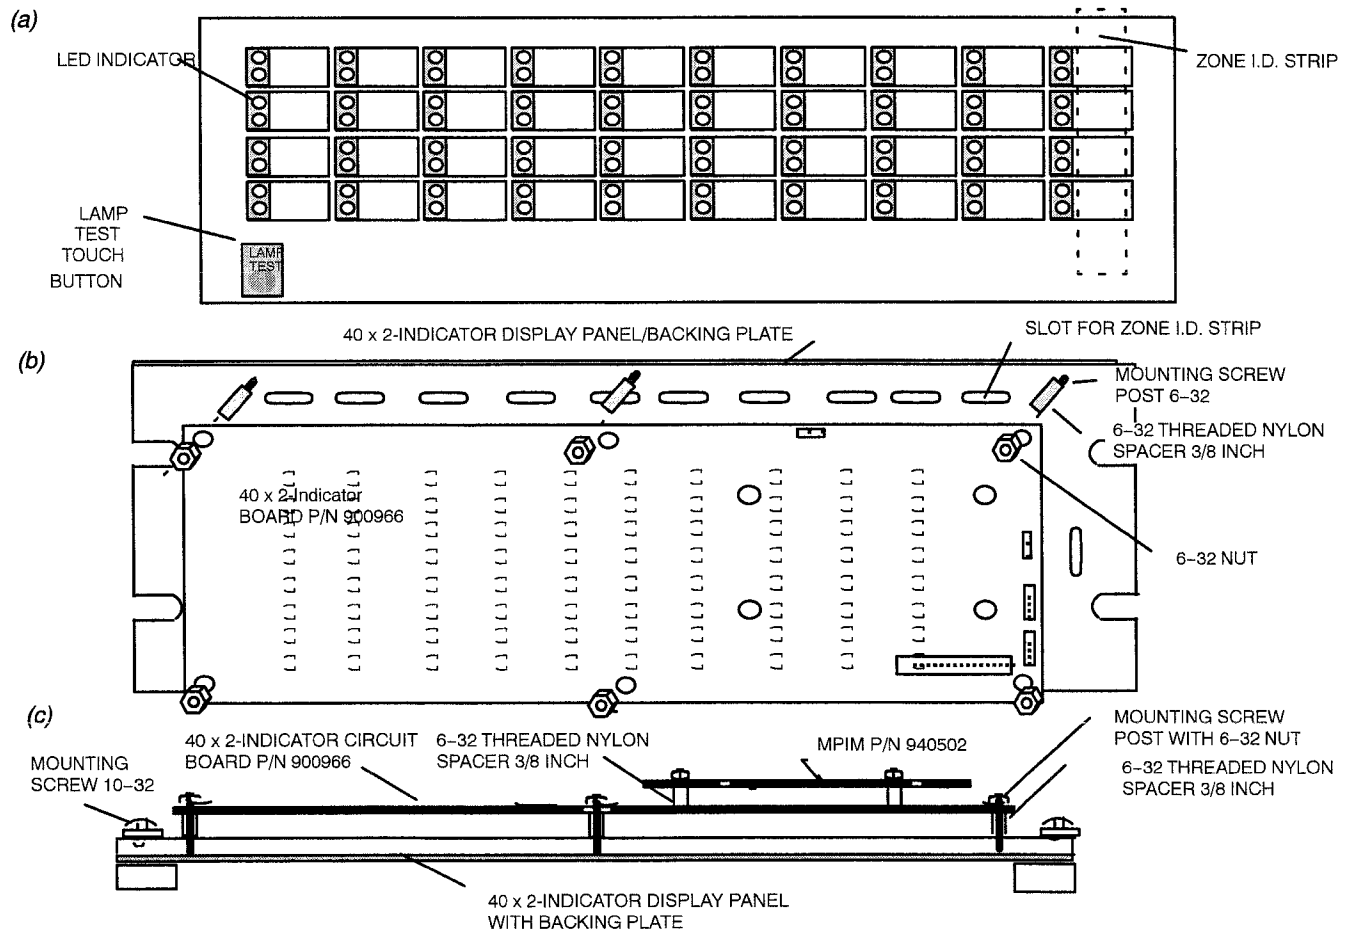 (a)
LED INDICATOR
ZONE I.D. STRIP
LAMP
TEST
TOUCH
BUTTON
LAMP
TEST
40 x 2-INDICATOR DISPLAY PANEL/BACKING PLATE
SLOT FOR ZONE I.D. STRIP
(b)
MOUNTING SCREW
POST 6-32
6-32 THREADED NYLON
SPACER 3/8 INCH
40 x 2-Indicator
BOARD P/N 900966
6-32 NUT
(c)
MOUNTING
SCREW 10-32
40 x 2-INDICATOR CIRCUIT
BOARD P/N 900966
6-32 THREADED NYLON
SPACER 3/8 INCH
MPIM P/N 940502
MOUNTING SCREW
POST WITH 6-32 NUT
6-32 THREADED NYLON
SPACER 3/8 INCH
40 x 2-INDICATOR DISPLAY PANEL
WITH BACKING PLATE